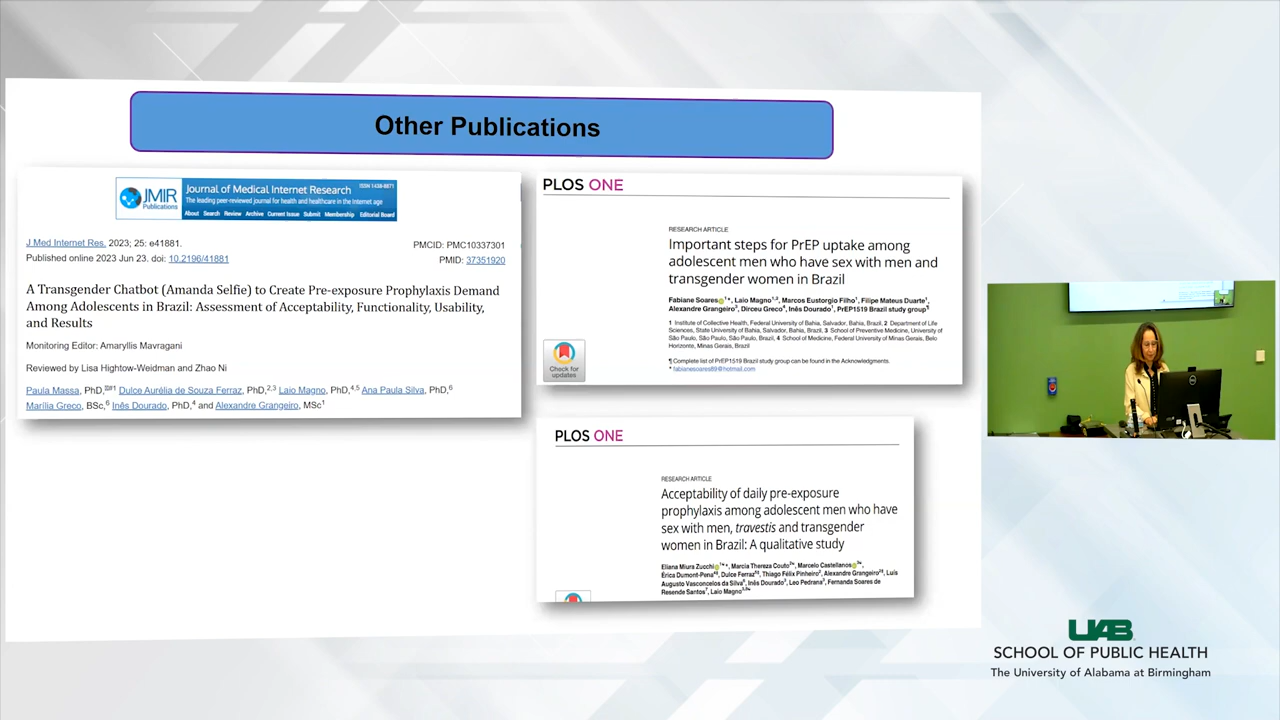 Other Publications
JMIR
Publications
Journal of Medical Internet Research
ISSN 1438-8871
The leading peer-reviewed journal for health and healthcare in the internet age
About Search Review Archive Current Issue Submit Membership Editorial Board
J Med Internet Res. 2023; 25: e41881.
PMCID: PMC10337301
Published online 2023 Jun 23. doi: 10.2196/41881
PMID: 37351920
A Transgender Chatbot (Amanda Selfie) to Create Pre-exposure Prophylaxis Demand
Among Adolescents in Brazil: Assessment of Acceptability, Functionality, Usability,
and Results
Monitoring Editor: Amaryllis Mavragani
Reviewed by Lisa Hightow-Weidman and Zhao Ni
Paula Massa, PhD, Dulce Aurélia de Souza Ferraz, PhD,2,3 Laio Magno, PhD,4,5 Ana Paula Silva, PhD,6
Marília Greco, BSc,6 Inês Dourado, PhD,4 and Alexandre Grangeiro, MSc1
PLOS ONE
RESEARCH ARTICLE
Important steps for PrEP uptake among
adolescent men who have sex with men and
transgender women in Brazil
Fabiane Soares1*, Laio Magno1,2, Marcos Eustorgio Filho1, Filipe Mateus Duarte1,
Alexandre Grangeiro3, Dirceu Greco4, Inês Dourado1, PrEP1519 Brazil study group¶
1 Institute of Collective Health, Federal University of Bahia, Salvador, Bahia, Brazil, 2 Department of Life
Sciences, State University of Bahia, Salvador, Bahia, Brazil, 3 School of Preventive Medicine, University of
São Paulo, São Paulo, São Paulo, Brazil, 4 School of Medicine, Federal University of Minas Gerais, Belo
Horizonte, Minas Gerais, Brazil
¶ Complete list of PrEP1519 Brazil study group can be found in the Acknowledgments.
* fabianesoares89@hotmail.com
Check for
updates
PLOS ONE
RESEARCH ARTICLE
Acceptability of daily pre-exposure
prophylaxis among adolescent men who have
sex with men, travestis and transgender
women in Brazil: A qualitative study
Eliana Miura Zucchi, Marcia Thereza Couto, Marcelo Castellanos,
Érica Dumont-Pena, Dulce Ferraz, Thiago Félix Pinheiro, Alexandre Grangeiro, Luís
Augusto Vasconcelos da Silva, Inês Dourado, Leo Pedrana, Fernanda Soares de
Resende Santos, Laio Magno
UAB
SCHOOL OF PUBLIC HEALTH
The University of Alabama at Birmingham